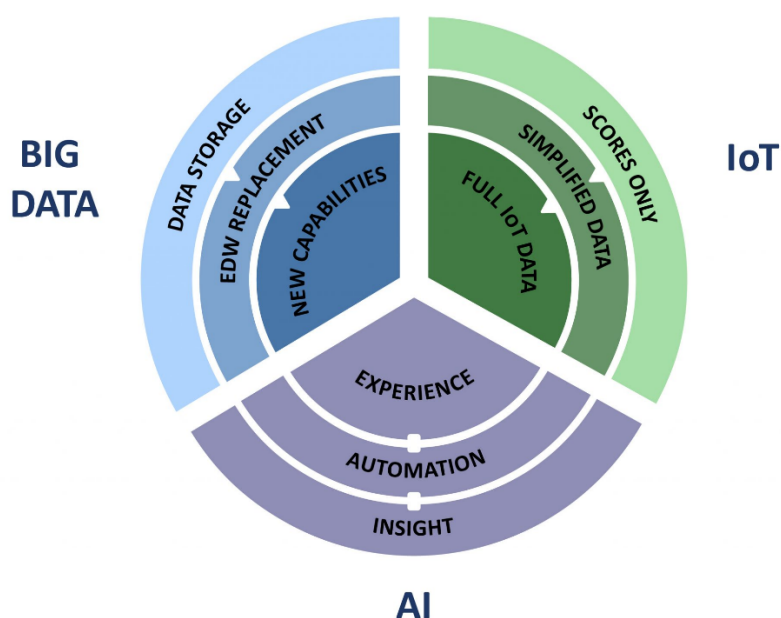 BIG
DATA
DATA STORAGE
EDW REPLACEMENT
NEW CAPABILITIES
IoT
SCORES ONLY
SIMPLIFIED DATA
FULL IoT DATA
EXPERIENCE
AUTOMATION
INSIGHT
AI